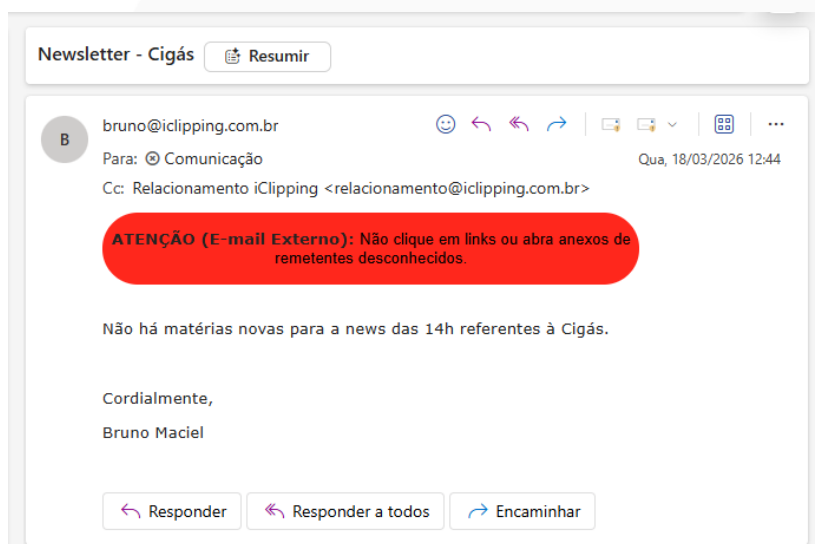 Newsletter - Cigás
Resumir
B
bruno@iclipping.com.br
Para: Comunicação
Qua, 18/03/2026 12:44
Cc: Relacionamento iClipping <relacionamento@iclipping.com.br>
ATENÇÃO (E-mail Externo): Não clique em links ou abra anexos de
remetentes desconhecidos.
Não há matérias novas para a news das 14h referentes à Cigás.
Cordialmente,
Bruno Maciel
Responder
Responder a todos
Encaminhar